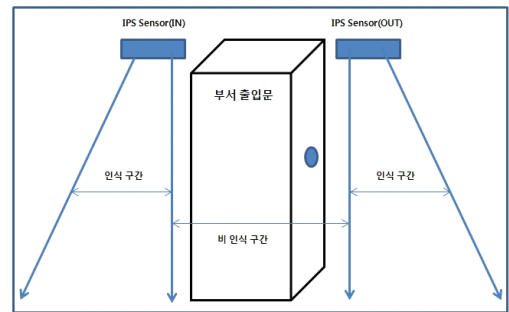 IPS Sensor(IN)
IPS Sensor(OUT)
부서 출입문
인식 구간
인식 구간
비 인식 구간